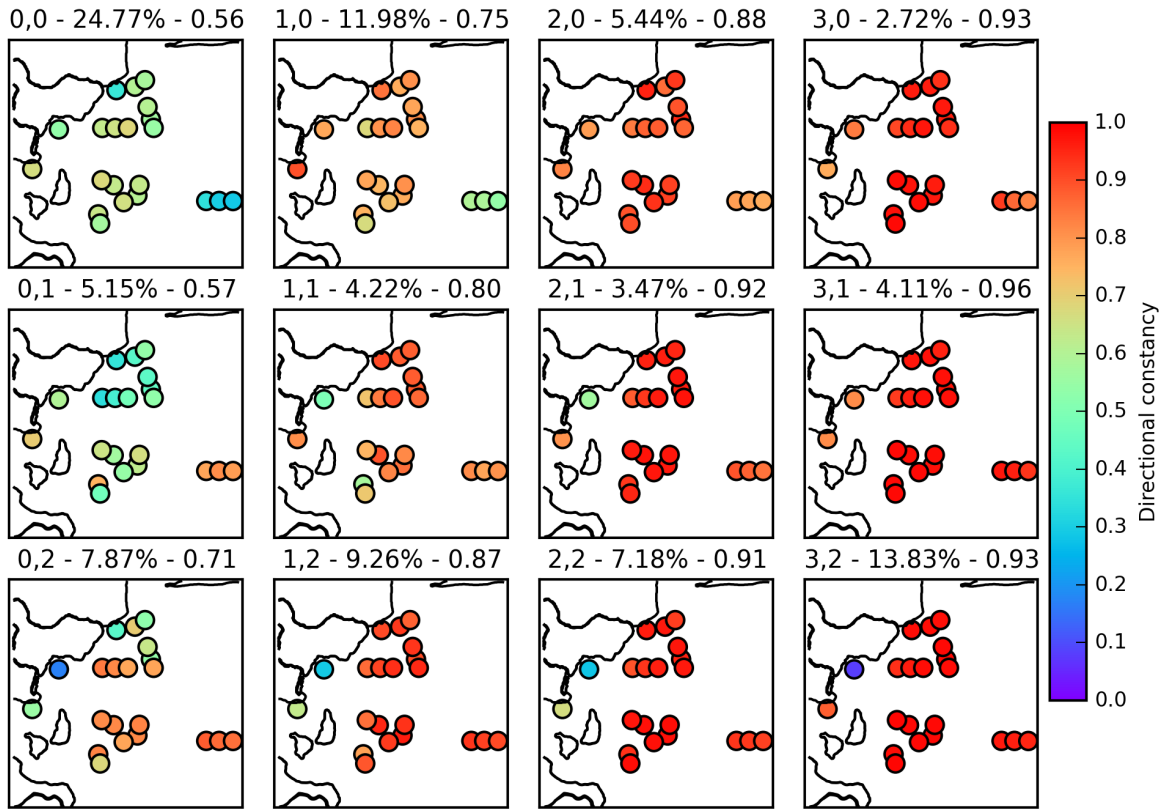 0,0 - 24.77% - 0.56
1,0 - 11.98% - 0.75
2,0 - 5.44% - 0.88
3,0 - 2.72% - 0.93
0,1 - 5.15% - 0.57
1,1 - 4.22% - 0.80
2,1 - 3.47% - 0.92
3,1 - 4.11% - 0.96
0,2 - 7.87% - 0.71
1,2 - 9.26% - 0.87
2,2 - 7.18% - 0.91
3,2 - 13.83% - 0.93
1.0
0.9
0.8
0.7
0.6
0.5
0.4
0.3
0.2
0.1
0.0
Directional constancy